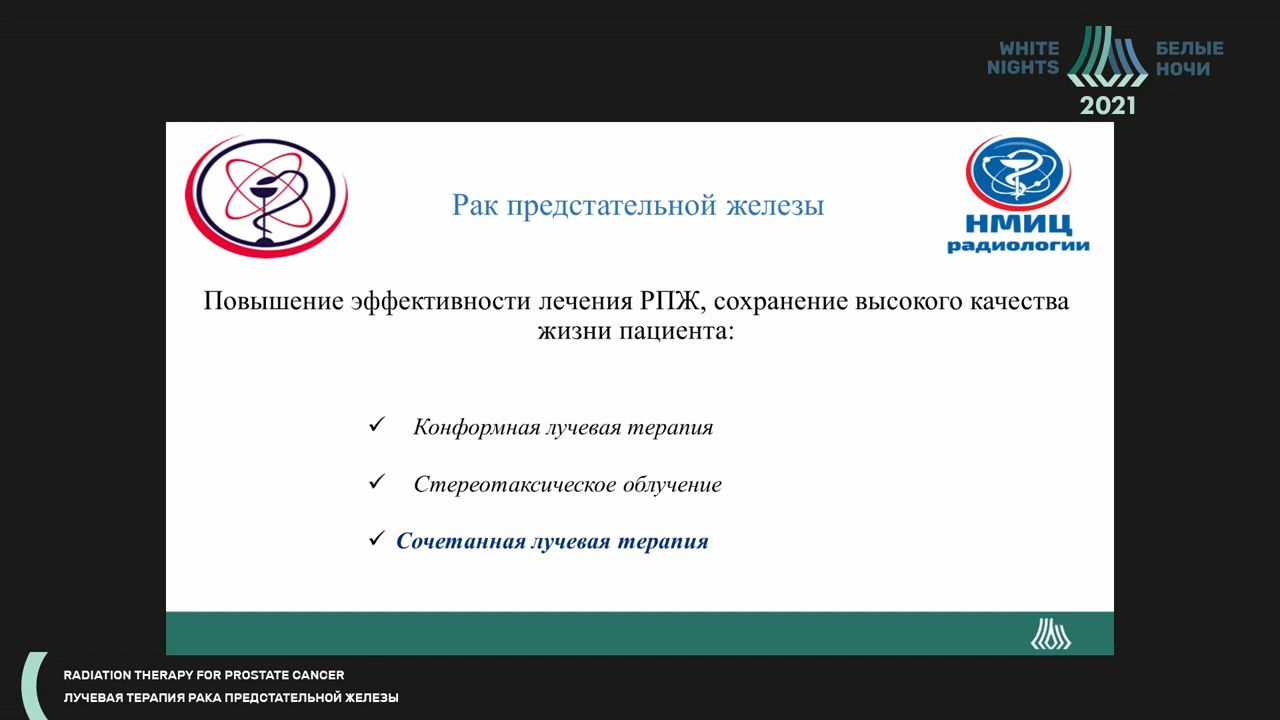 WHITE NIGHTS
БЕЛЫЕ НОЧИ
2021
Рак предстательной железы
НМИЦ
радиологии
Повышение эффективности лечения РПЖ, сохранение высокого качества
жизни пациента:
✓ Конформная лучевая терапия
✓ Стереотаксическое облучение
✓ Сочетанная лучевая терапия
RADIATION THERAPY FOR PROSTATE CANCER
ЛУЧЕВАЯ ТЕРАПИЯ РАКА ПРЕДСТАТЕЛЬНОЙ ЖЕЛЕЗЫ